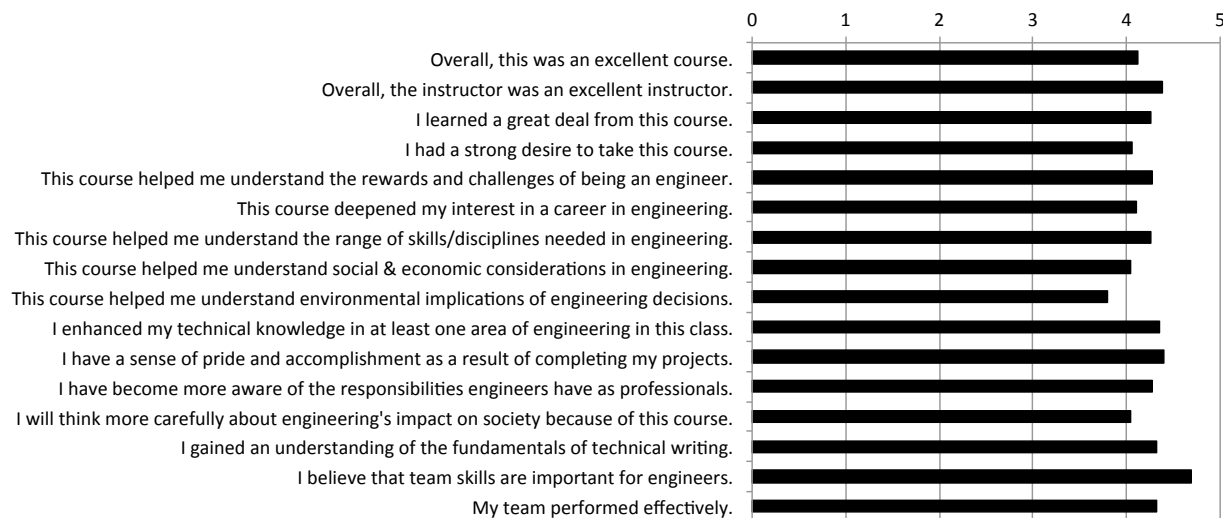 0 1 2 3 4 5
Overall, this was an excellent course.
Overall, the instructor was an excellent instructor.
I learned a great deal from this course.
I had a strong desire to take this course.
This course helped me understand the rewards and challenges of being an engineer.
This course deepened my interest in a career in engineering.
This course helped me understand the range of skills/disciplines needed in engineering.
This course helped me understand social & economic considerations in engineering.
This course helped me understand environmental implications of engineering decisions.
I enhanced my technical knowledge in at least one area of engineering in this class.
I have a sense of pride and accomplishment as a result of completing my projects.
I have become more aware of the responsibilities engineers have as professionals.
I will think more carefully about engineering's impact on society because of this course.
I gained an understanding of the fundamentals of technical writing.
I believe that team skills are important for engineers.
My team performed effectively.